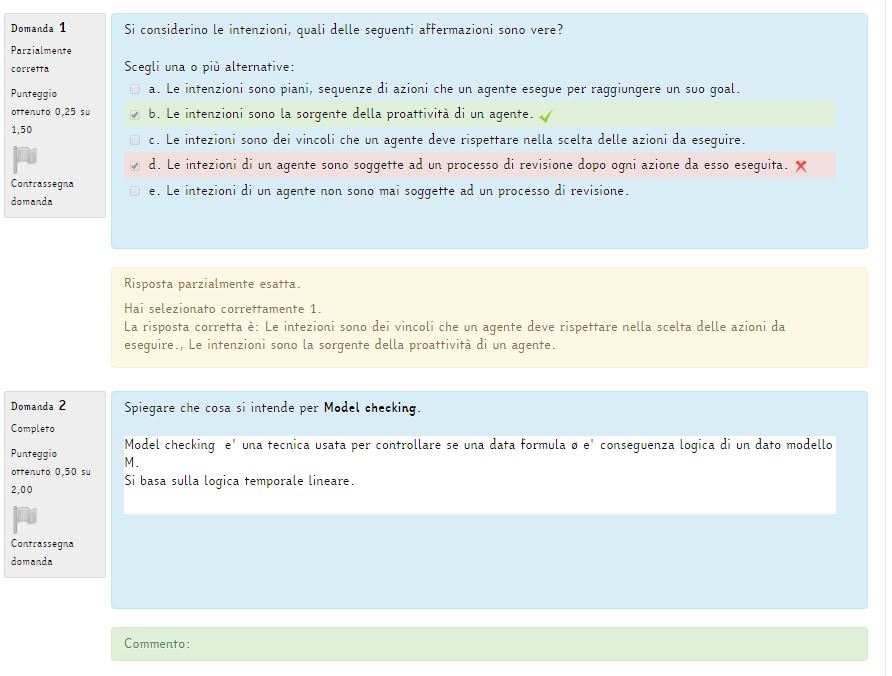 Domanda 1
Parzialmente
corretta
Punteggio
ottenuto 0,25 su
1,50
Contrassegna
domanda
Si considerino le intenzioni, quali delle seguenti affermazioni sono vere?
Scegli una o più alternative:
a. Le intenzioni sono piani, sequenze di azioni che un agente esegue per raggiungere un suo goal.
b. Le intenzioni sono la sorgente della proattività di un agente.
c. Le intezioni sono dei vincoli che un agente deve rispettare nella scelta delle azioni da eseguire.
d. Le intezioni di un agente sono soggette ad un processo di revisione dopo ogni azione da esso eseguita.
e. Le intezioni di un agente non sono mai soggette ad un processo di revisione.
Risposta parzialmente esatta.
Hai selezionato correttamente 1.
La risposta corretta è: Le intezioni sono dei vincoli che un agente deve rispettare nella scelta delle azioni da
eseguire., Le intenzioni sono la sorgente della proattività di un agente.
Domanda 2
Completo
Punteggio
ottenuto 0,50 su
2,00
Contrassegna
domanda
Spiegare che cosa si intende per Model checking.
Model checking e' una tecnica usata per controllare se una data formula ø e' conseguenza logica di un dato modello
M.
Si basa sulla logica temporale lineare.
Commento: